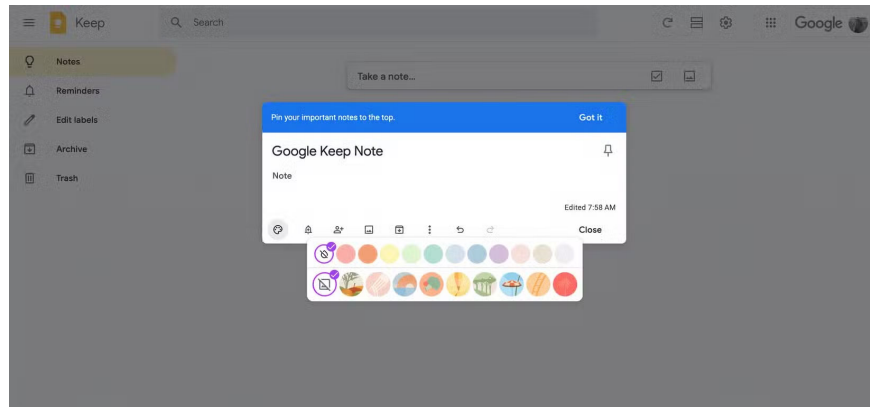 Keep
Search
Google
Notes
Reminders
Edit labels
Archive
Trash
Take a note...
Pin your important notes to the top.
Got it
Google Keep Note
Note
Edited 7:58 AM
Close